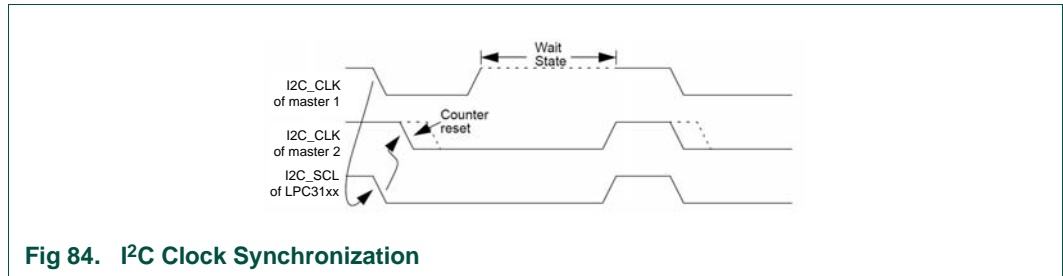 Wait
State
I2C_CLK
of master 1
Counter
reset
I2C_CLK
of master 2
I2C_SCL
of LPC31xx
Fig 84. I2C Clock Synchronization